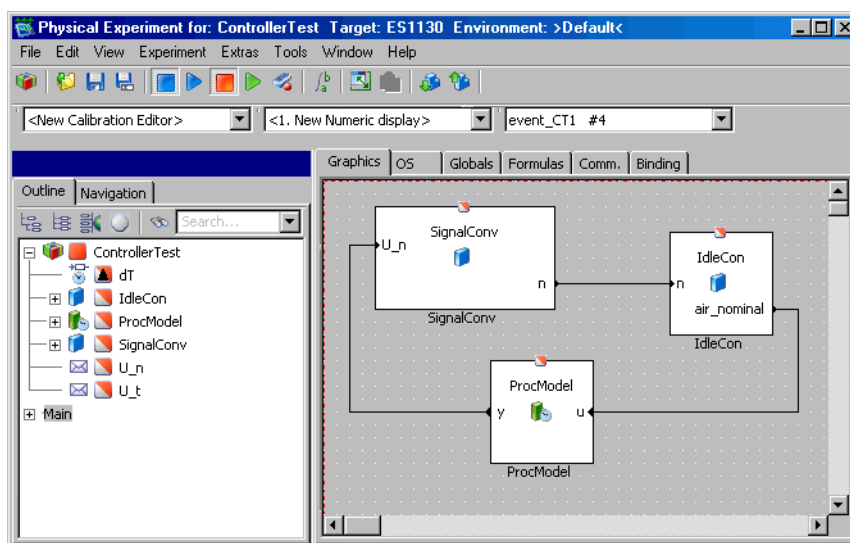 Physical Experiment for: ControllerTest Target: ES1130 Environment: >Default<
File Edit View Experiment Extras Tools Window Help
<New Calibration Editor> <1. New Numeric display> event_CT1 #4
Graphics OS Globals Formulas Comm. Binding
Outline Navigation
Search...
ControllerTest
dT
IdleCon
ProcModel
SignalConv
U_n
U_t
Main
SignalConv
U_n
n
SignalConv
IdleCon
n
air_nominal
IdleCon
ProcModel
y u
ProcModel